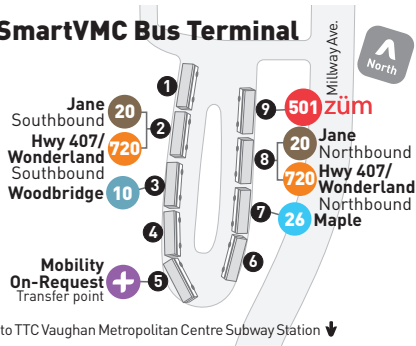 SmartVMC Bus Terminal
Millway Ave.
North
1
Jane
Southbound
20
2
Hwy 407/
Wonderland
Southbound
720
Woodbridge
10
3
4
Mobility
On-Request
Transfer point
5
9
501 züm
8
20
Jane
Northbound
720
Hwy 407/
Wonderland
Northbound
7
26
Maple
6
to TTC Vaughan Metropolitan Centre Subway Station